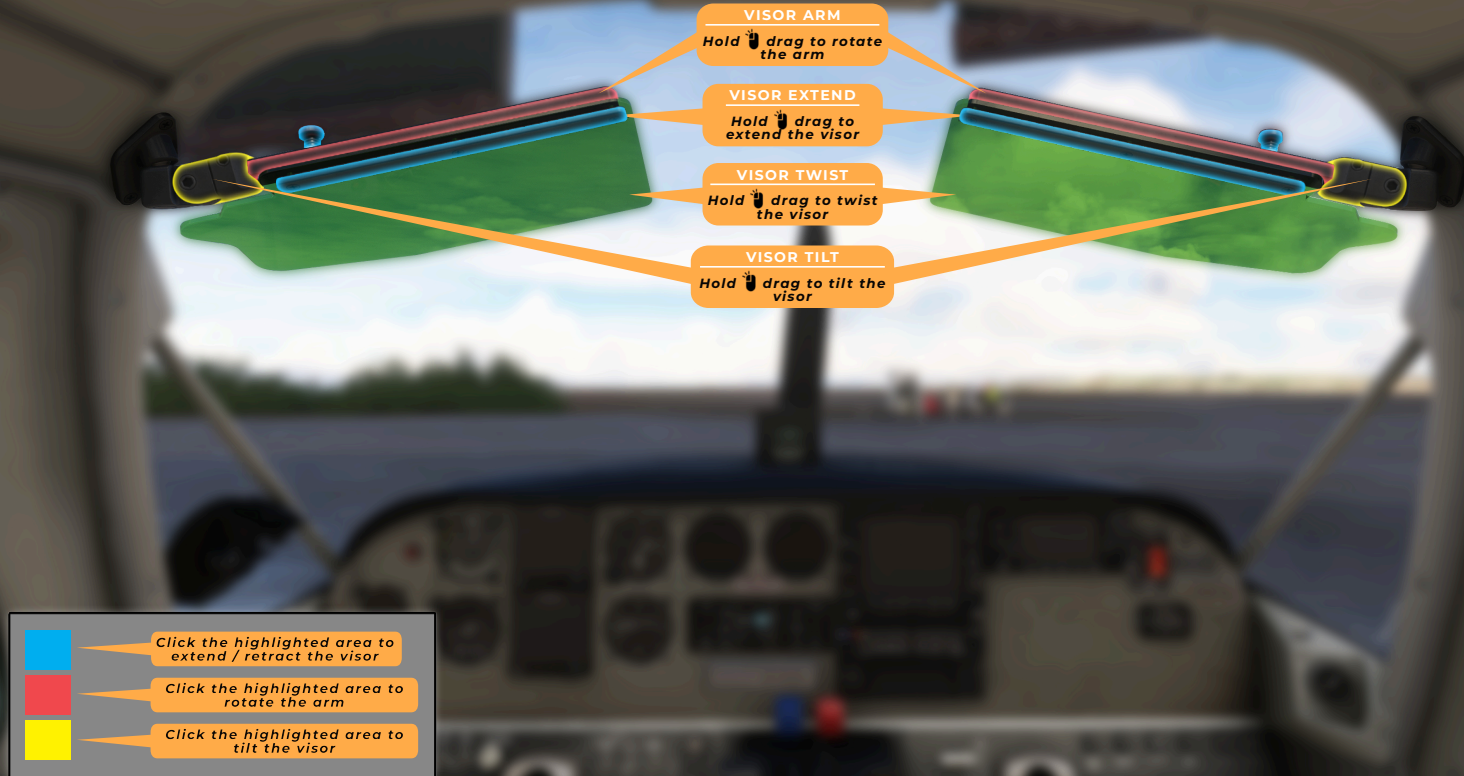 VISOR ARM
Hold drag to rotate
the arm
VISOR EXTEND
Hold drag to
extend the visor
VISOR TWIST
Hold drag to twist
the visor
VISOR TILT
Hold drag to tilt the
visor
Click the highlighted area to
extend / retract the visor
Click the highlighted area to
rotate the arm
Click the highlighted area to
tilt the visor